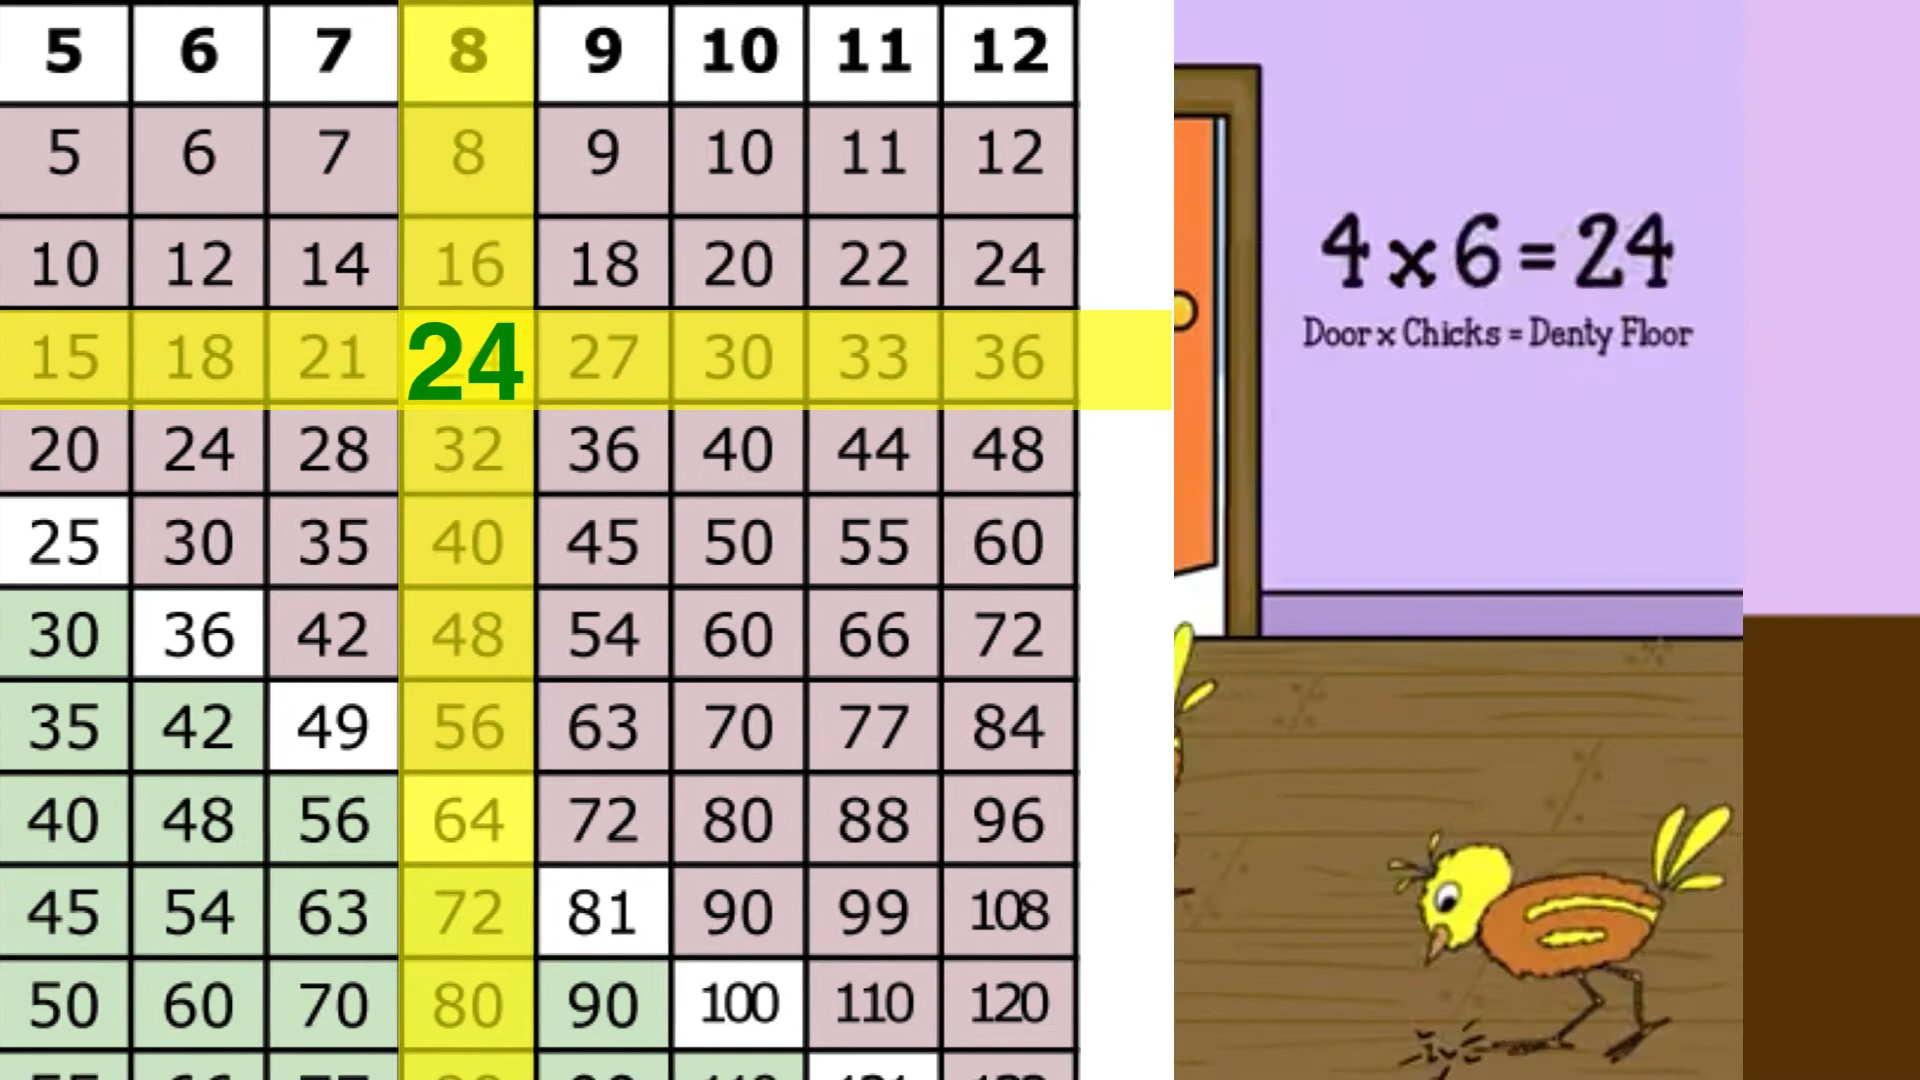 5 6 7 8 9 10 11 12
5 6 7 8 9 10 11 12
10 12 14 16 18 20 22 24
15 18 21 24 27 30 33 36
20 24 28 32 36 40 44 48
25 30 35 40 45 50 55 60
30 36 42 48 54 60 66 72
35 42 49 56 63 70 77 84
40 48 56 64 72 80 88 96
45 54 63 72 81 90 99 108
50 60 70 80 90 100 110 120
4 x 6 = 24
Door x Chicks = Denty Floor